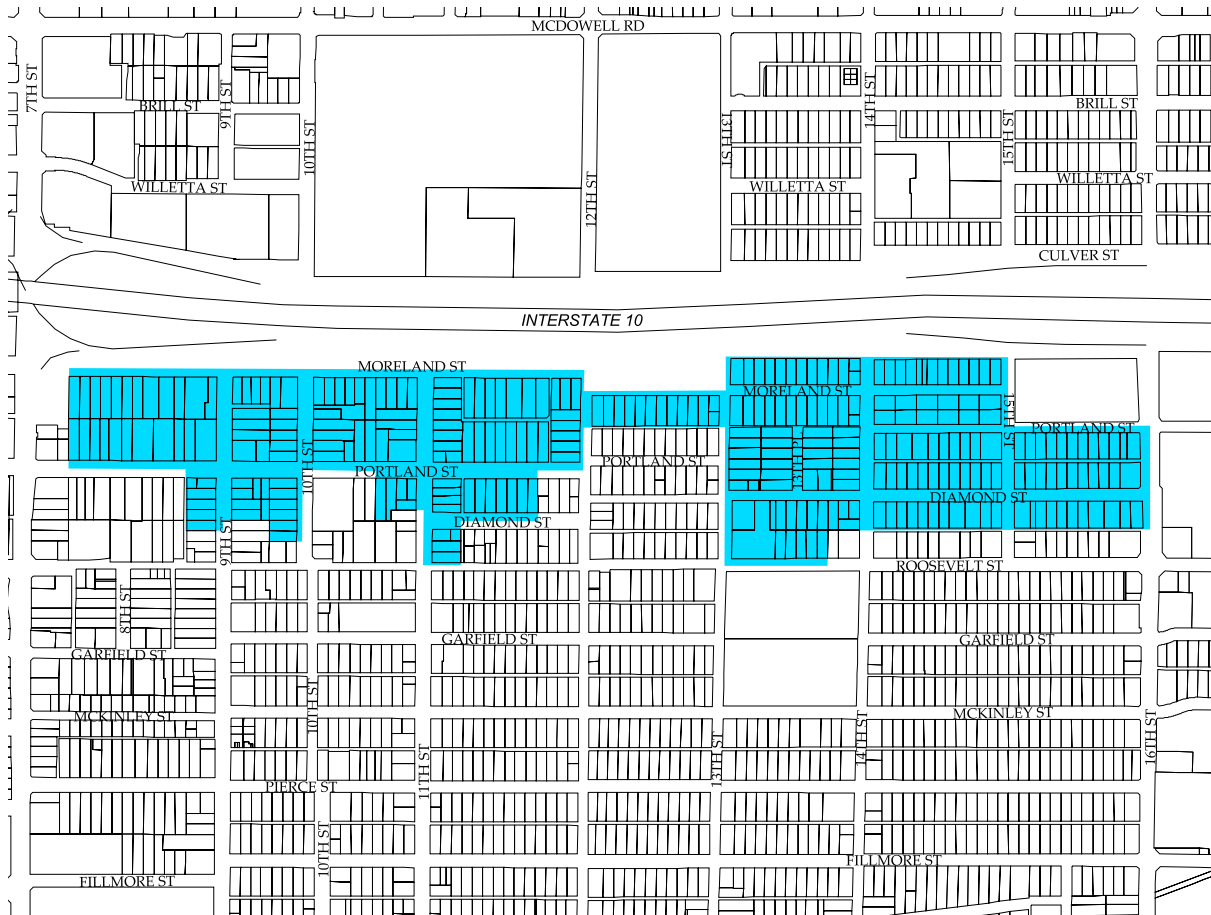 MCDOWELL RD
7TH ST
9TH ST
BRILL ST
10TH ST
14TH ST
BRILL ST
13TH ST
15TH ST
WILLETTA ST
12TH ST
WILLETTA ST
WILLETTA ST
CULVER ST
INTERSTATE 10
MORELAND ST
MORELAND ST
15TH ST
PORTLAND ST
10TH ST
PORTLAND ST
PORTLAND ST
13TH PL
DIAMOND ST
9TH ST
DIAMOND ST
ROOSEVELT ST
8TH ST
GARFIELD ST
GARFIELD ST
GARFIELD ST
10TH ST
MCKINLEY ST
MCKINLEY ST
11TH ST
13TH ST
14TH ST
16TH ST
PIERCE ST
10TH ST
FILLMORE ST
FILLMORE ST